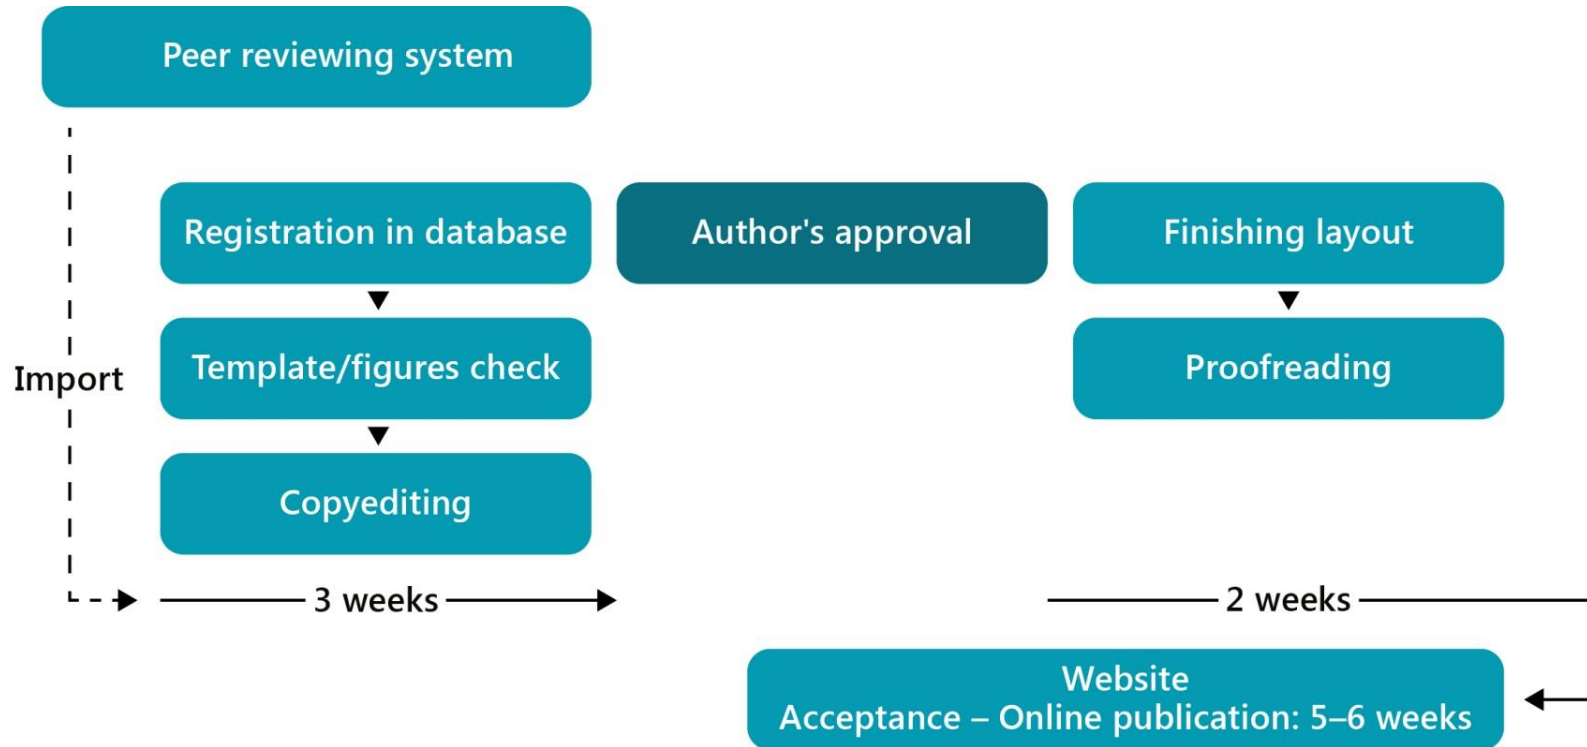 Peer reviewing system
Registration in database
Author's approval
Finishing layout
Template/figures check
Proofreading
Import
Copyediting
3 weeks
2 weeks
Website
Acceptance – Online publication: 5–6 weeks